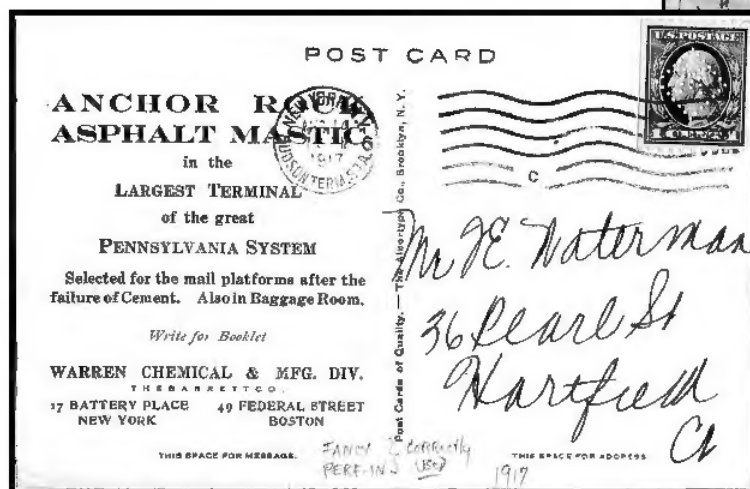 POST CARD
ANCHOR ROCK
ASPHALT MASTIC
in the
LARGEST TERMINAL
of the great
PENNSYLVANIA SYSTEM
Selected for the mail platforms after the
failure of Cement. Also in Baggage Room.
Write for Booklet
WARREN CHEMICAL & MFG. DIV.
THE BARRETT CO.
17 BATTERY PLACE 49 FEDERAL STREET
NEW YORK BOSTON
THIS SPACE FOR MESSAGE.
NEW YORK, N.Y.
1917
HUDSON TERM. STA.
Post Cards of Quality. — The Albertype Co., Brooklyn, N. Y.
U.S. POSTAGE
C
Mr J E. Waterman
36 Pearl St
Hartfield
Ct
THIS SPACE FOR ADDRESS
FANCY & CORRECTLY
PERF-IN USED
1917